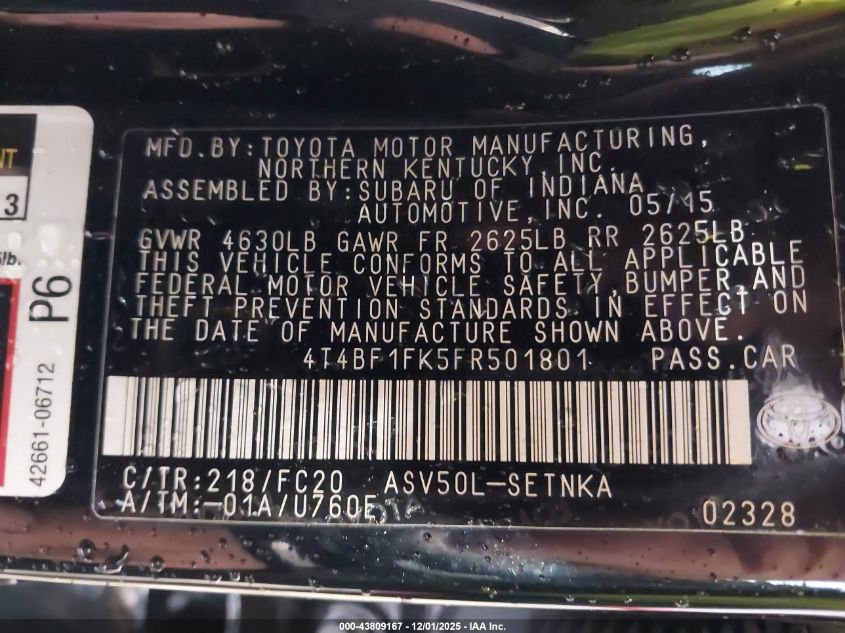 MFD.BY:TOYOTA MOTOR MANUFACTURING,
NORTHERN KENTUCKY,INC.
ASSEMBLED BY:SUBARU OF INDIANA
AUTOMOTIVE,INC. 05/15
GVWR 4630LB GAWR FR 2625LB RR 2625LB
THIS VEHICLE CONFORMS TO ALL APPLICABLE
FEDERAL MOTOR VEHICLE SAFETY,BUMPER,AND
THEFT PREVENTION STANDARDS IN EFFECT ON
THE DATE OF MANUFACTURE SHOWN ABOVE.
4T4BF1FK5FR501801 PASS.CAR
C/TR:218/FC20 ASV50L-SETNKA
A/TM:-01A/U760E
02328
NT
3
lb.
P6
42661-06712
000-43809167 - 12/01/2025 - IAA Inc.